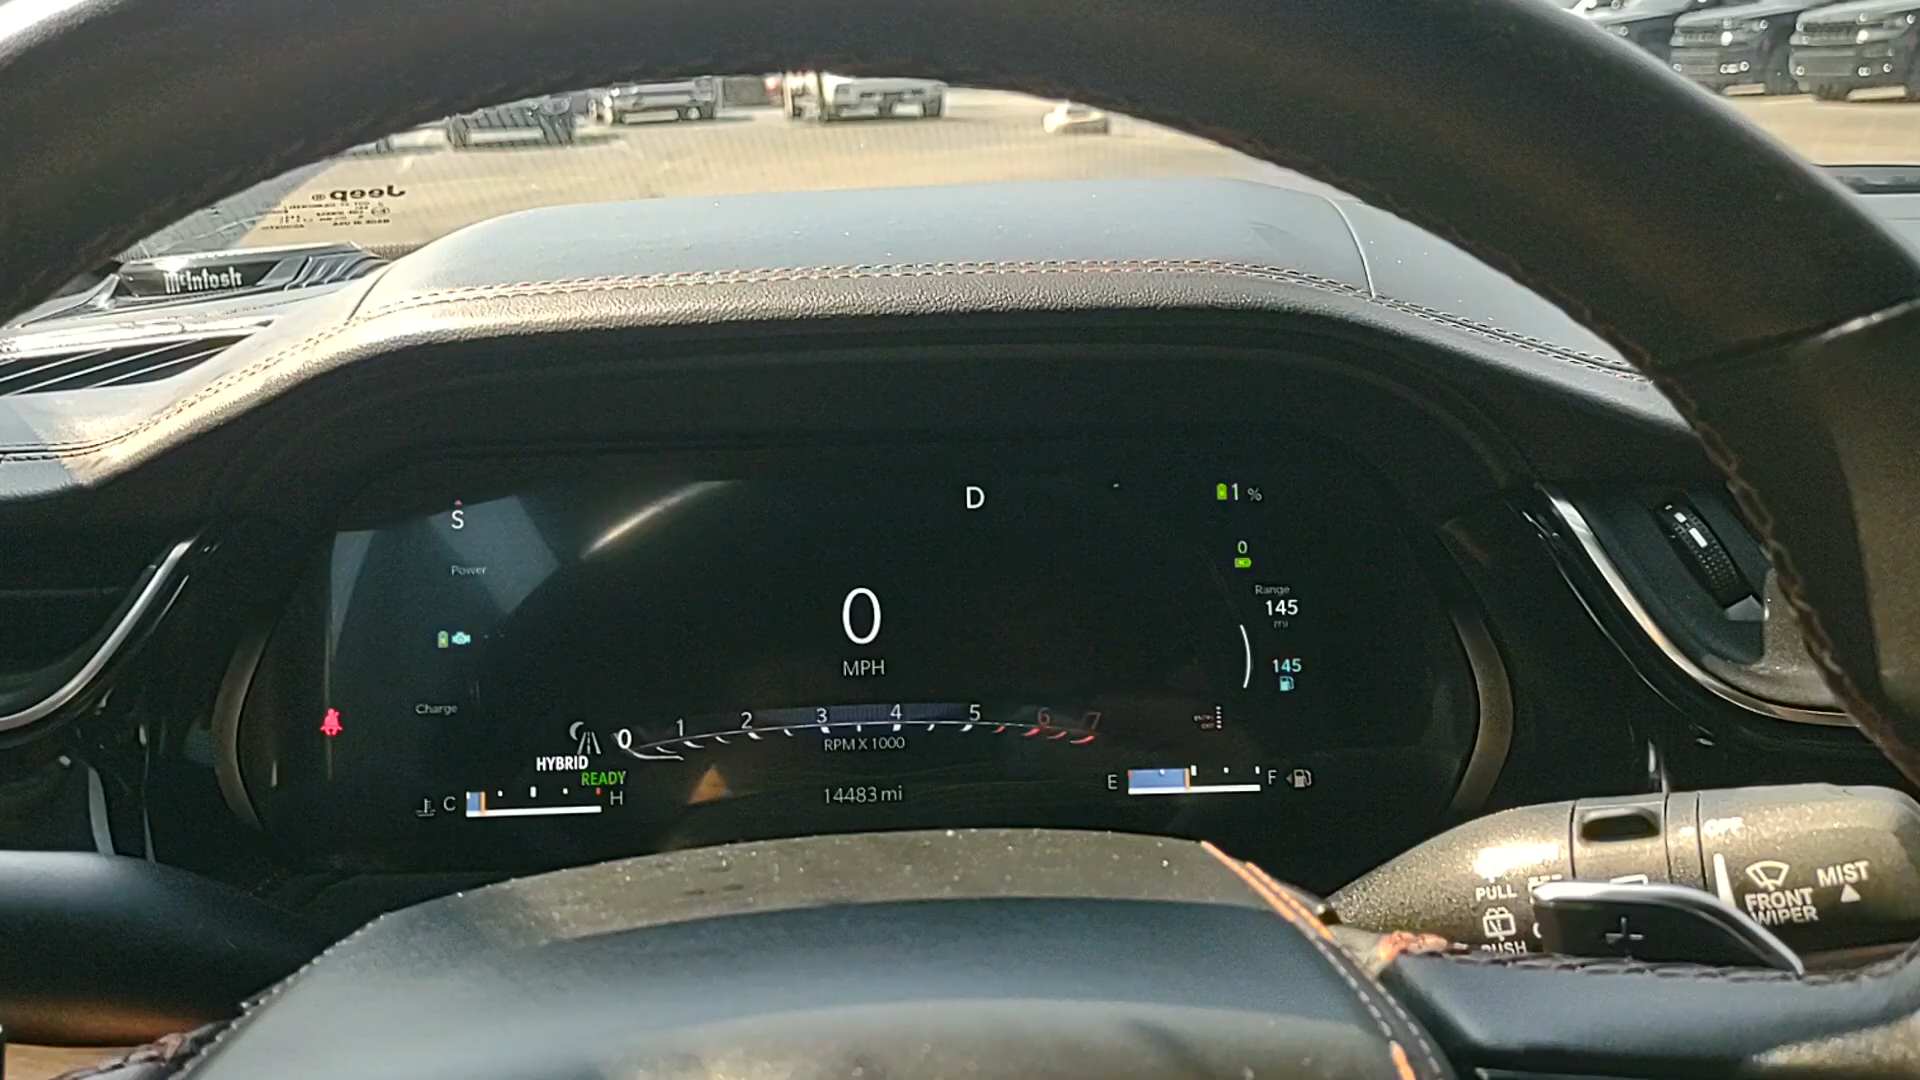 Jeep®
McIntosh
S
D
1 %
0
Power
Range
145
mi
0
MPH
145
Charge
0 1 2 3 4 5 6 7
RPM X 1000
HYBRID
READY
C H
14483 mi
E F
PULL
PUSH
FRONT
WIPER
MIST